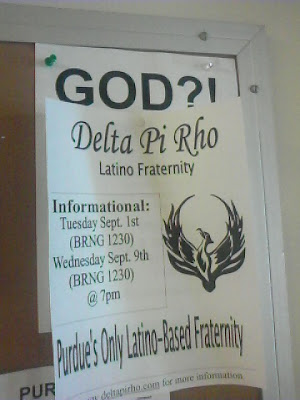 GOD?!
Delta Pi Rho
Latino Fraternity
Informational:
Tuesday Sept. 1st
(BRNG 1230)
Wednesday Sept. 9th
(BRNG 1230)
@ 7pm
Purdue's Only Latino-Based Fraternity
www.deltapirho.com for more information
PUR